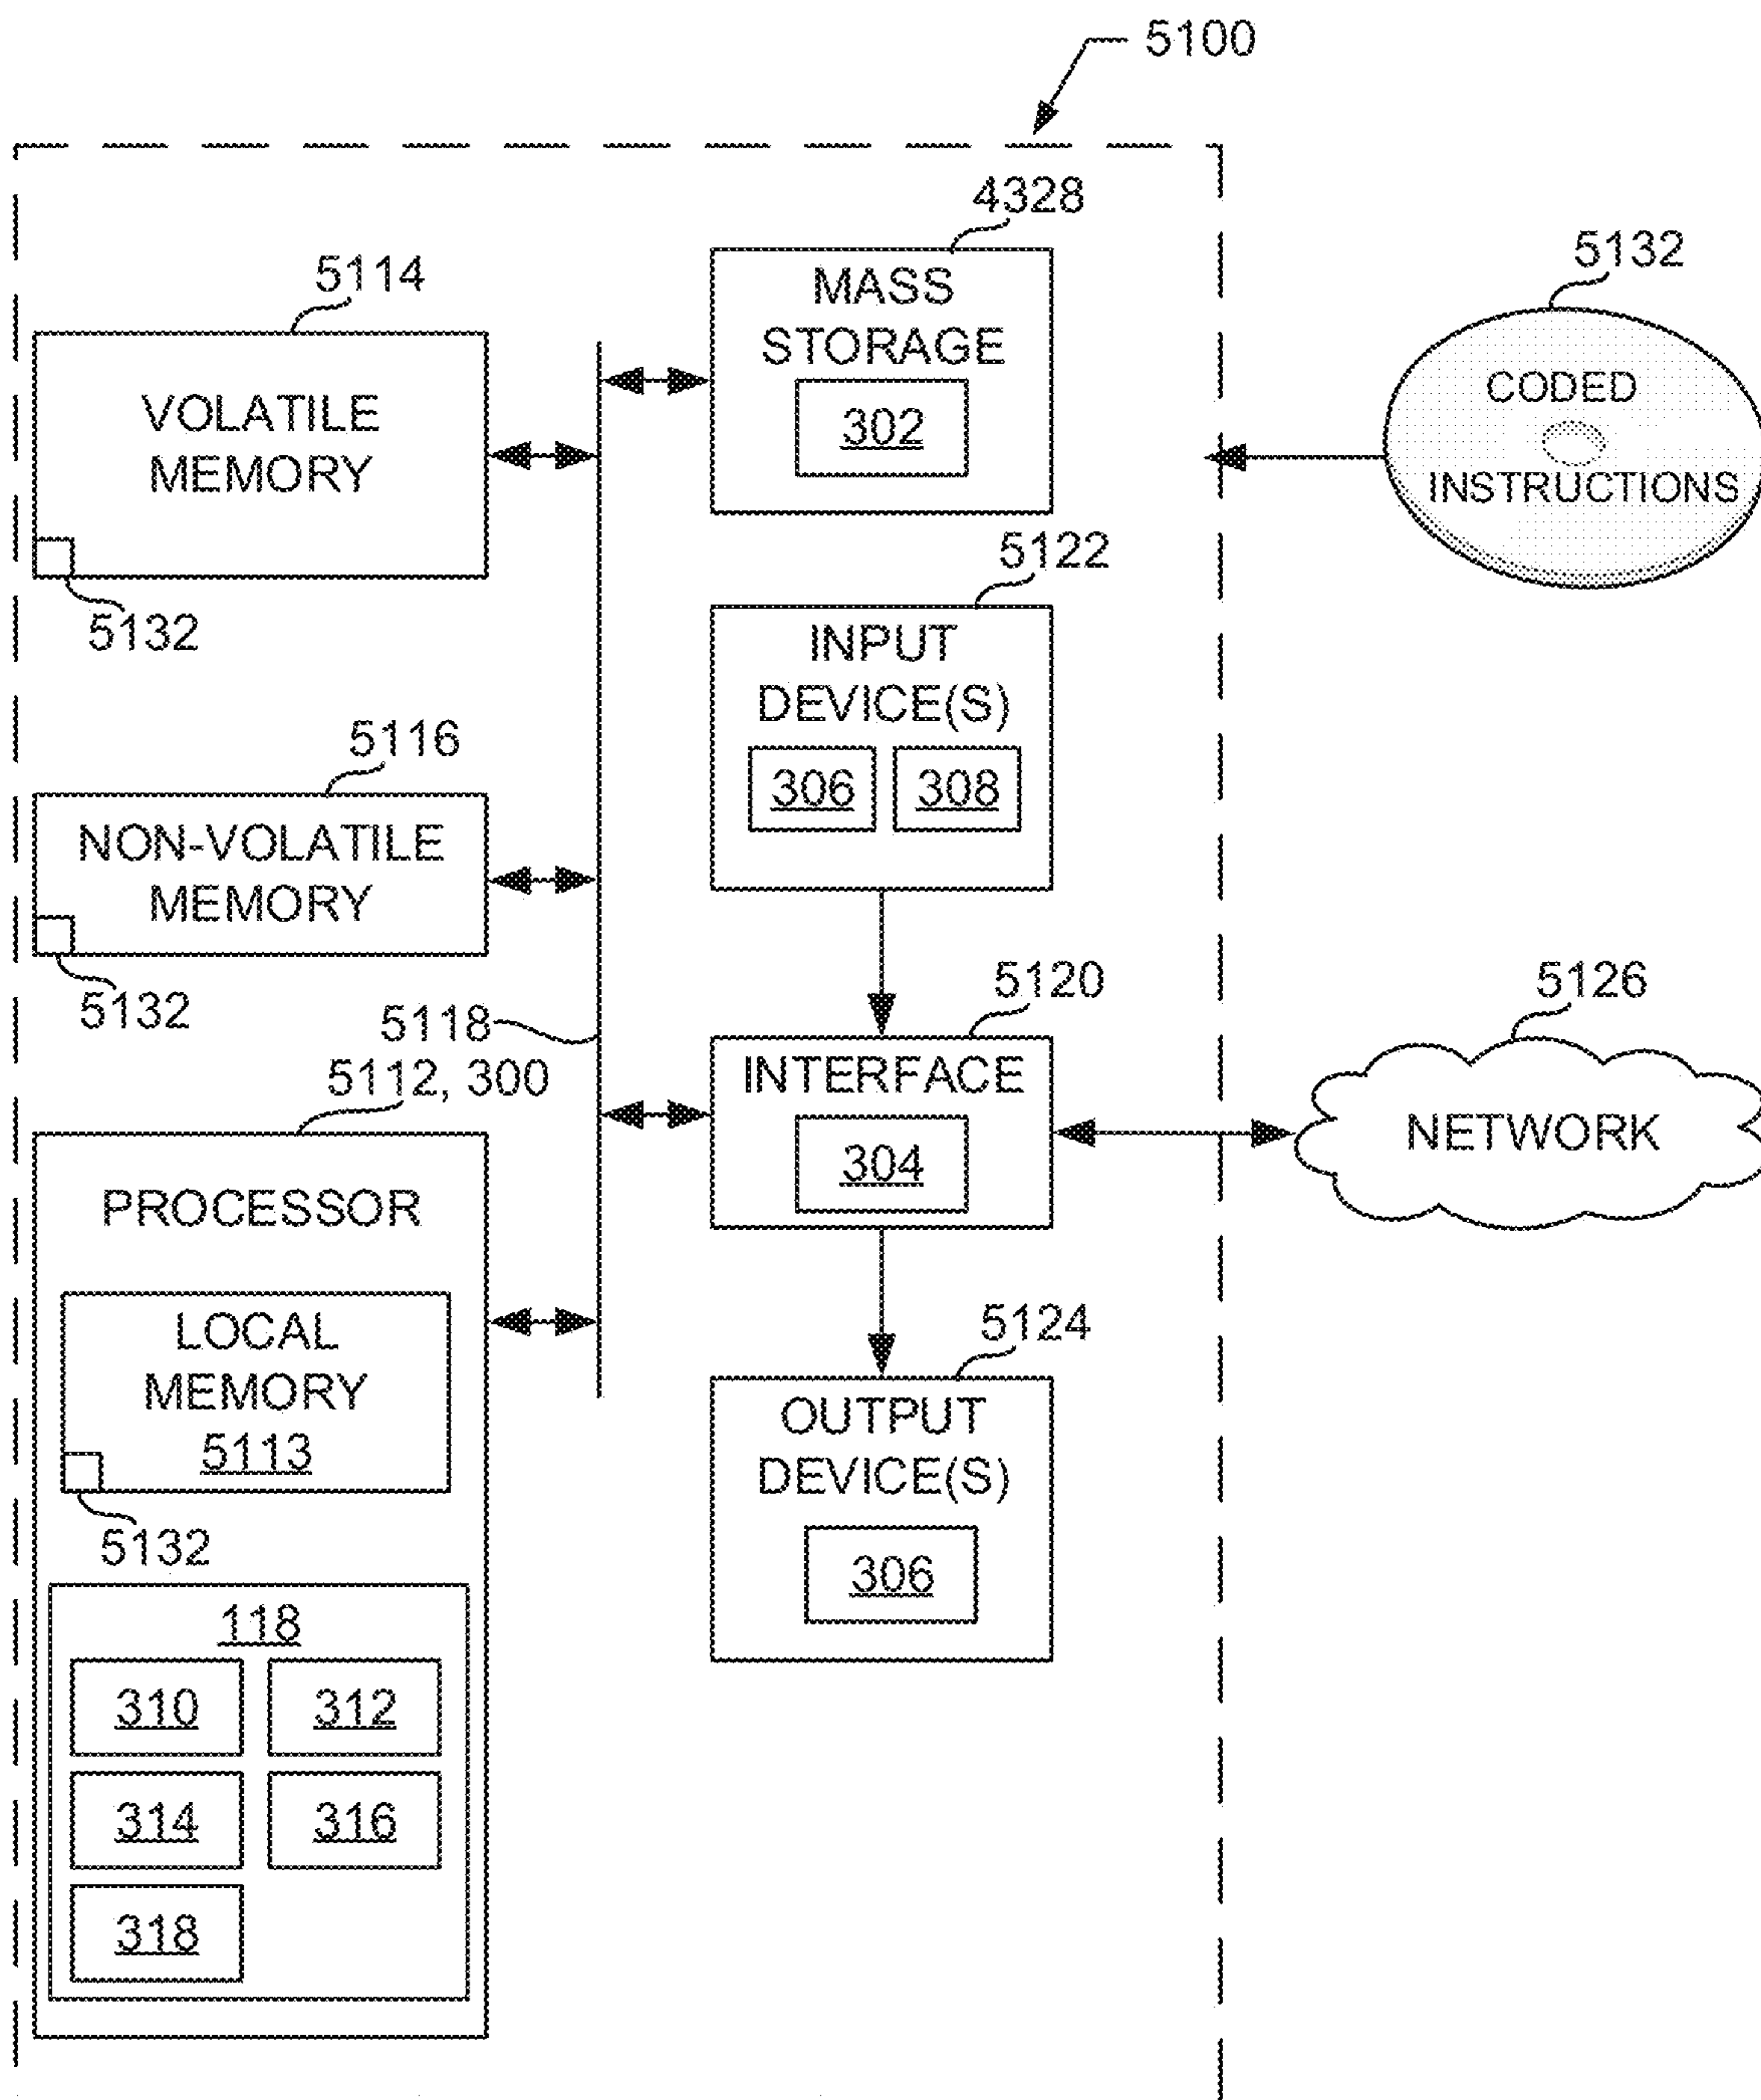 5100
4328
MASS
STORAGE
302
5114
VOLATILE
MEMORY
5132
5132
CODED
INSTRUCTIONS
5122
INPUT
DEVICE(S)
306 308
5116
NON-VOLATILE
MEMORY
5132
5118
5120
INTERFACE
304
5126
NETWORK
5112, 300
PROCESSOR
LOCAL
MEMORY
5113
5132
5124
OUTPUT
DEVICE(S)
306
118
310 312
314 316
318